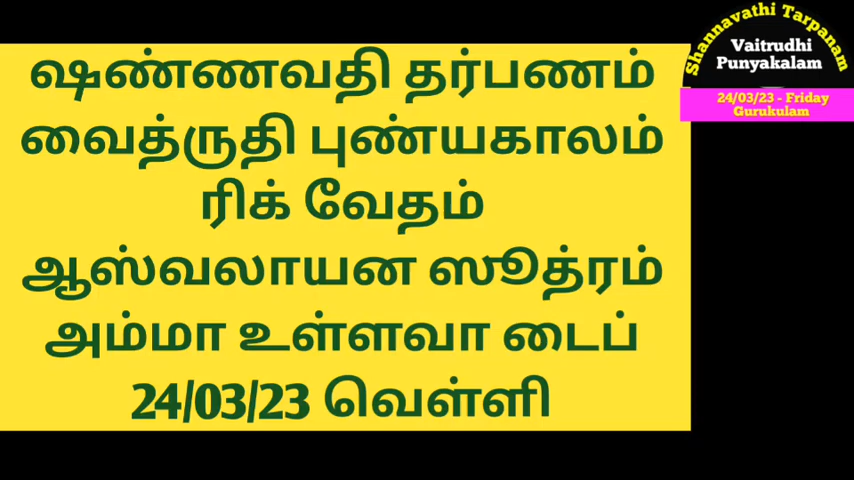 ஷண்ணவதி தர்பணம்
வைத்ருதி புண்யகாலம்
ரிக் வேதம்
ஆஸ்வலாயன ஸூத்ரம்
அம்மா உள்ளவா டைப்
24/03/23 வெள்ளி
Shannavathi Tarpanam
Vaitrudhi
Punyakalam
24/03/23 - Friday
Gurukulam